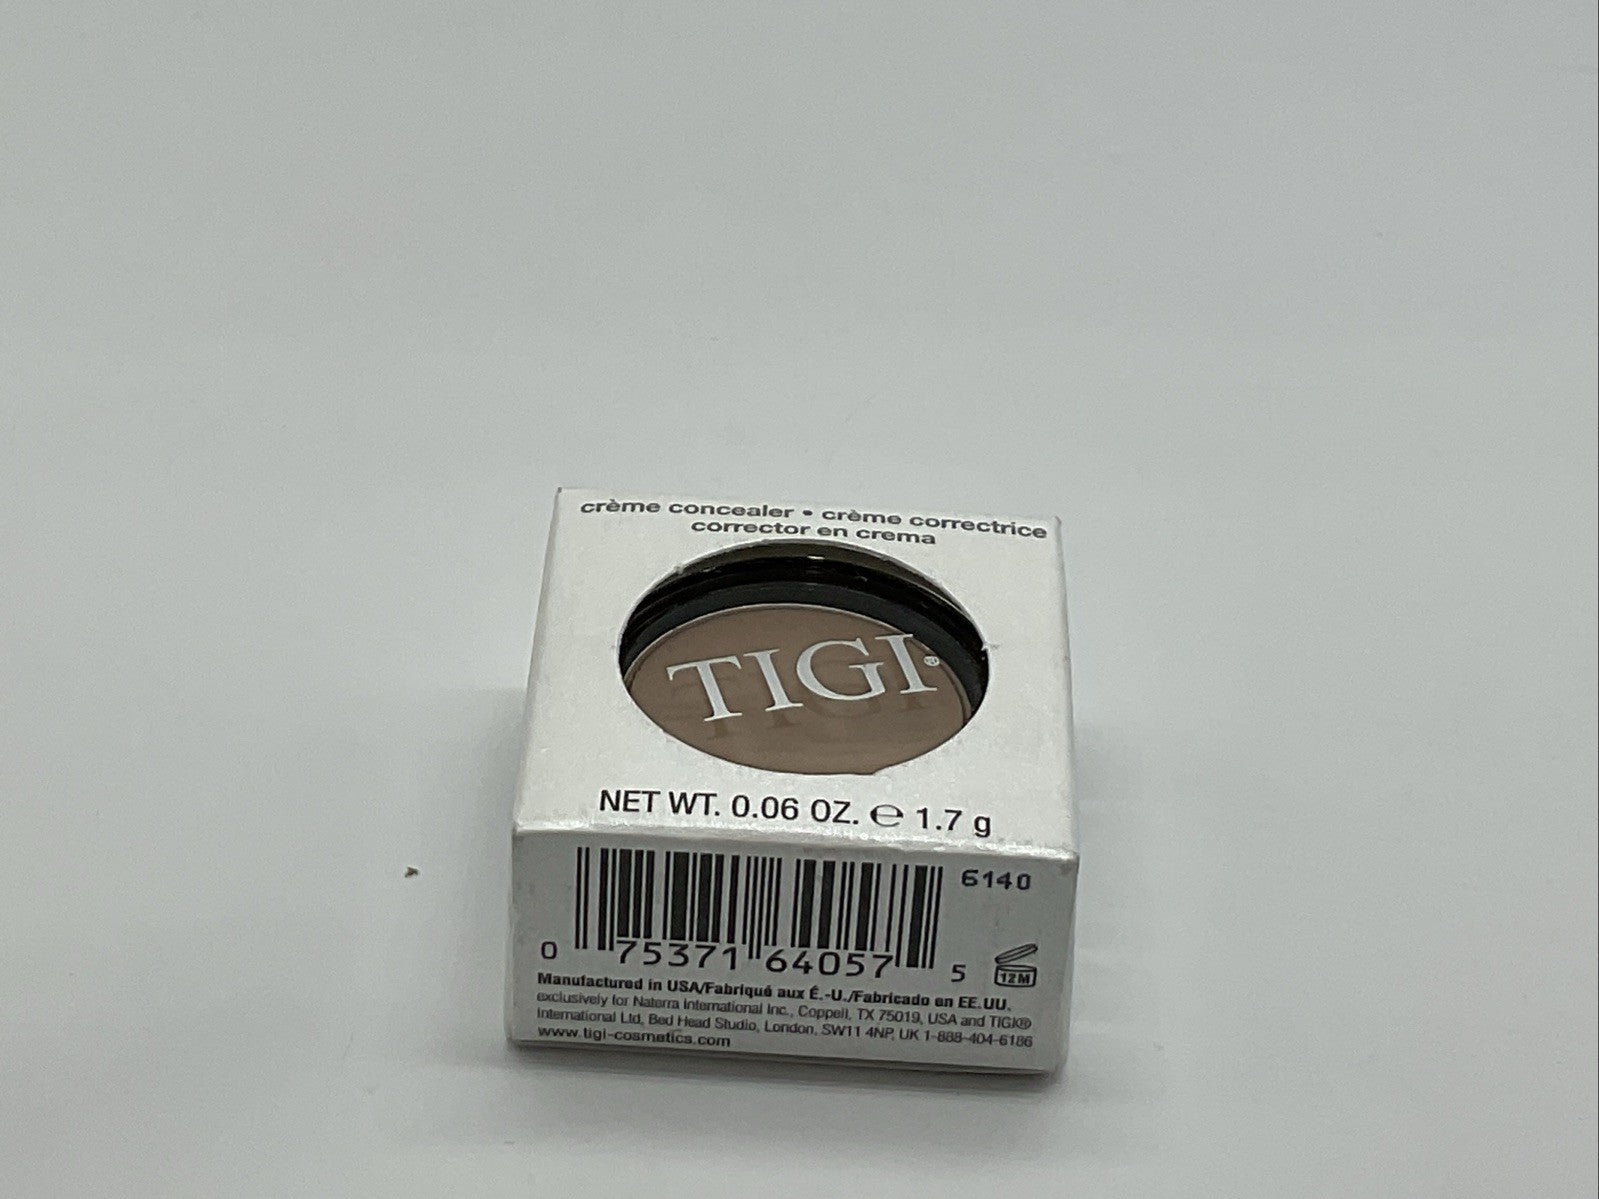 crème concealer • crème correctrice
corrector en crema
TIGI®
NET WT. 0.06 OZ. ℮ 1.7 g
6140
0 75371 64057 5
12M
Manufactured in USA/Fabriqué aux É.-U./Fabricado en EE.UU.
exclusively for Naterra International Inc., Coppell, TX 75019, USA and TIGI®
International Ltd, Bed Head Studio, London, SW11 4NP, UK 1-888-404-6186
www.tigi-cosmetics.com